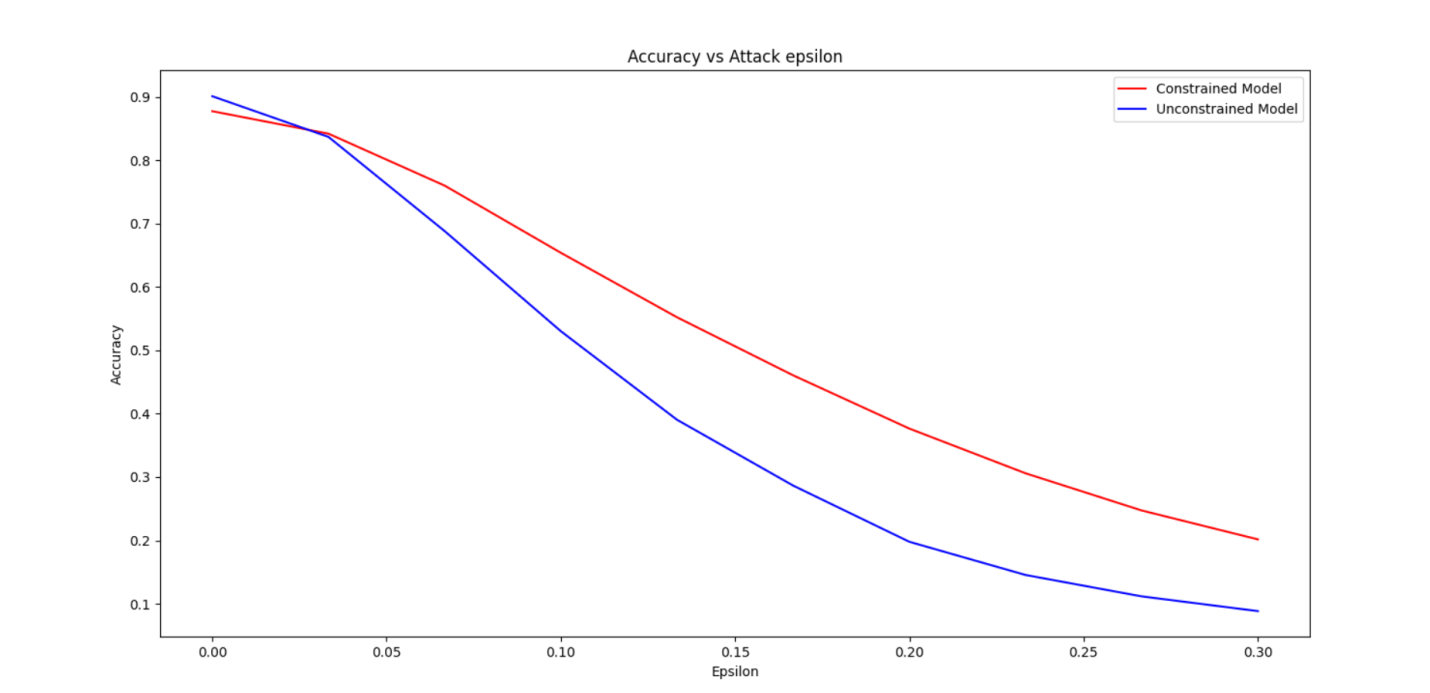 Accuracy vs Attack epsilon
Constrained Model
Unconstrained Model
Accuracy
0.9
0.8
0.7
0.6
0.5
0.4
0.3
0.2
0.1
0.00 0.05 0.10 0.15 0.20 0.25 0.30
Epsilon